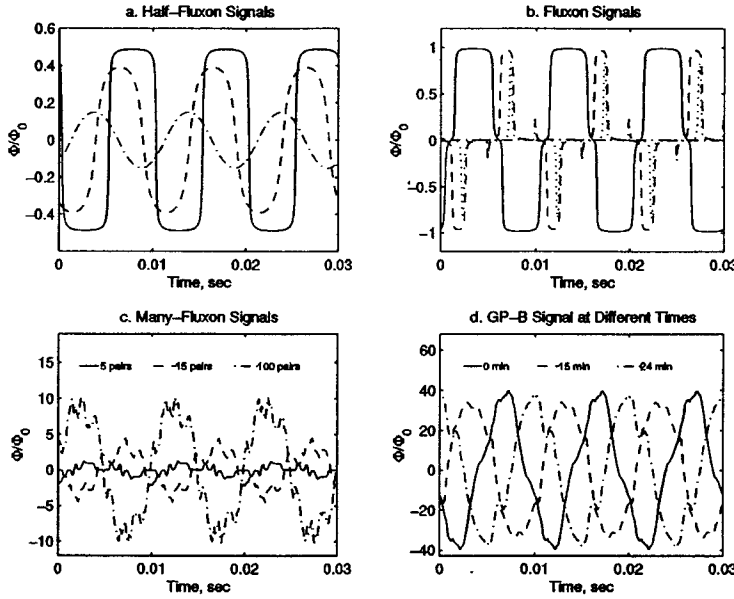 a. Half-Fluxon Signals
0.6
0.4
0.2
0
-0.2
-0.4
Φ/Φ0
0 0.01 0.02 0.03
Time, sec
b. Fluxon Signals
1
0.5
0
-0.5
-1
Φ/Φ0
0 0.01 0.02 0.03
Time, sec
c. Many-Fluxon Signals
5 pairs 15 pairs 100 pairs
15
10
5
0
-5
-10
Φ/Φ0
0 0.01 0.02 0.03
Time, sec
d. GP-B Signal at Different Times
0 min 15 min 24 min
60
40
20
0
-20
-40
Φ/Φ0
0 0.01 0.02 0.03
Time, sec